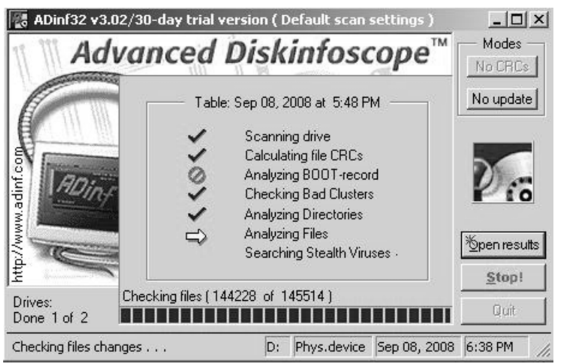 ADinf32 v3.02/30-day trial version ( Default scan settings )
Advanced Diskinfoscope™
Modes
No CRCs
No update
Table: Sep 08, 2008 at 5:48 PM
Scanning drive
Calculating file CRCs
Analyzing BOOT-record
Checking Bad Clusters
Analyzing Directories
Analyzing Files
Searching Stealth Viruses
http://www.adinf.com
ADinf
Open results
Stop!
Quit
Drives:
Done 1 of 2
Checking files ( 144228 of 145514 )
Checking files changes . . . D: Phys.device Sep 08, 2008 6:38 PM